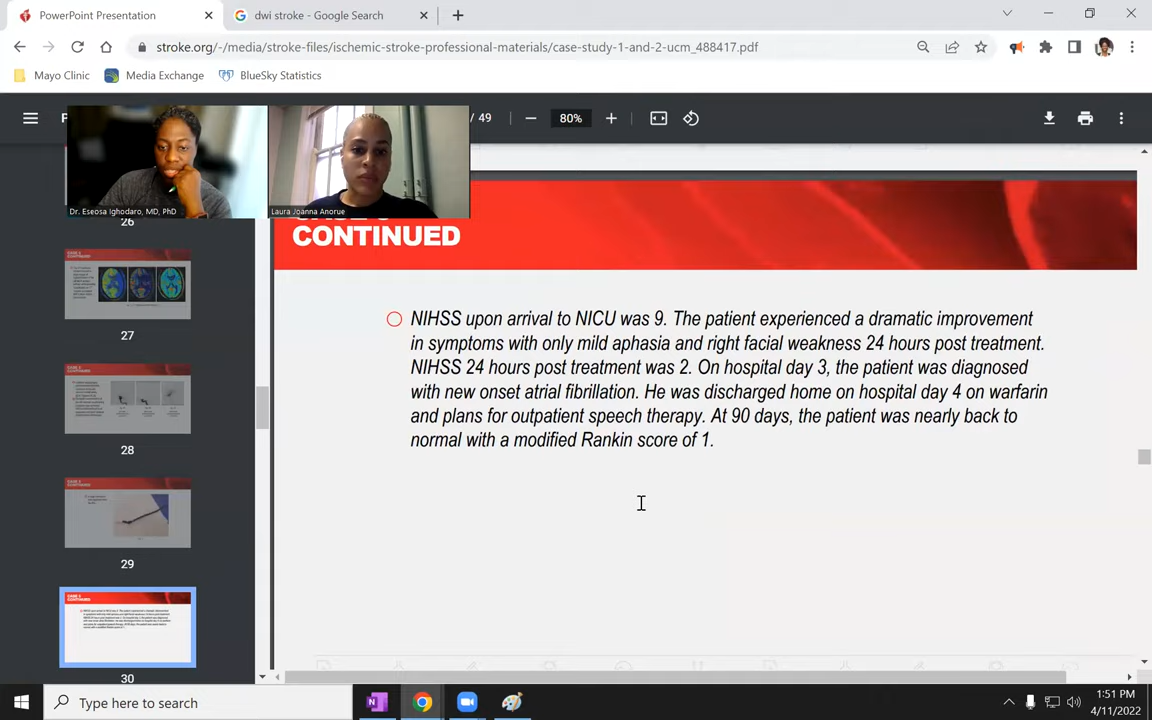 PowerPoint Presentation
dwi stroke - Google Search
stroke.org/-/media/stroke-files/ischemic-stroke-professional-materials/case-study-1-and-2-ucm_488417.pdf
Mayo Clinic
Media Exchange
BlueSky Statistics
/ 49
80%
Dr. Eseosa Ighodaro, MD, PhD
Laura Joanna Anorue
26
27
28
29
30
CONTINUED
NIHSS upon arrival to NICU was 9. The patient experienced a dramatic improvement
in symptoms with only mild aphasia and right facial weakness 24 hours post treatment.
NIHSS 24 hours post treatment was 2. On hospital day 3, the patient was diagnosed
with new onset atrial fibrillation. He was discharged home on hospital day 4 on warfarin
and plans for outpatient speech therapy. At 90 days, the patient was nearly back to
normal with a modified Rankin score of 1.
Type here to search
1:51 PM
4/11/2022